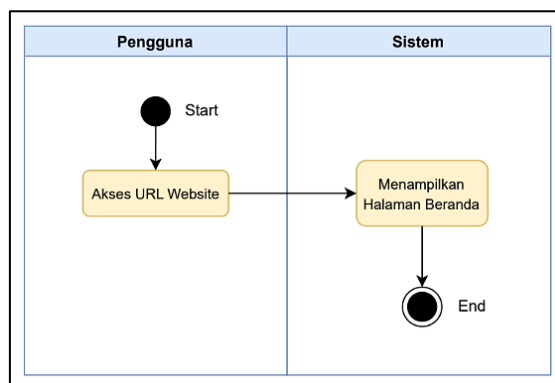 Pengguna
Sistem
Start
Akses URL Website
Menampilkan
Halaman Beranda
End